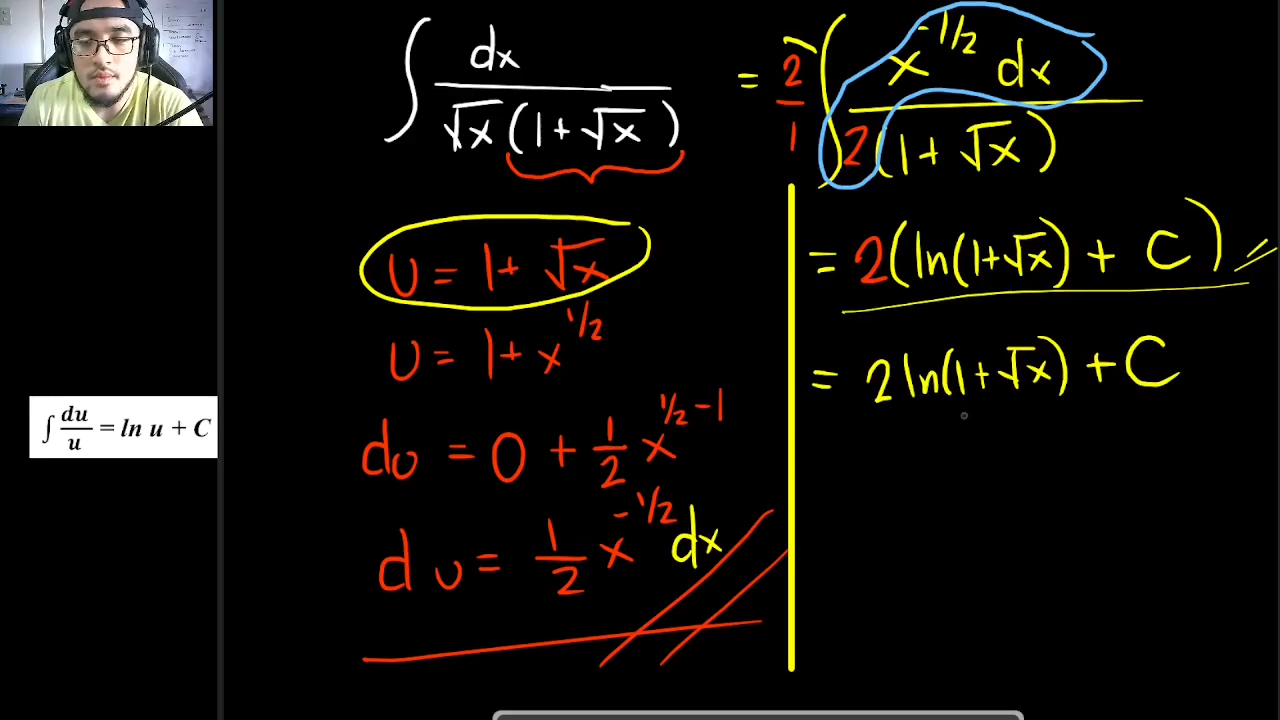 ∫ dx / √x (1 + √x)
= 2/1 ∫ x^-1/2 dx / 2(1 + √x)
u = 1 + √x
u = 1 + x^1/2
du = 0 + 1/2 x^1/2 -1
du = 1/2 x^-1/2 dx
= 2(ln(1+√x) + C)
= 2 ln(1+√x) + C
∫ du/u = ln u + C